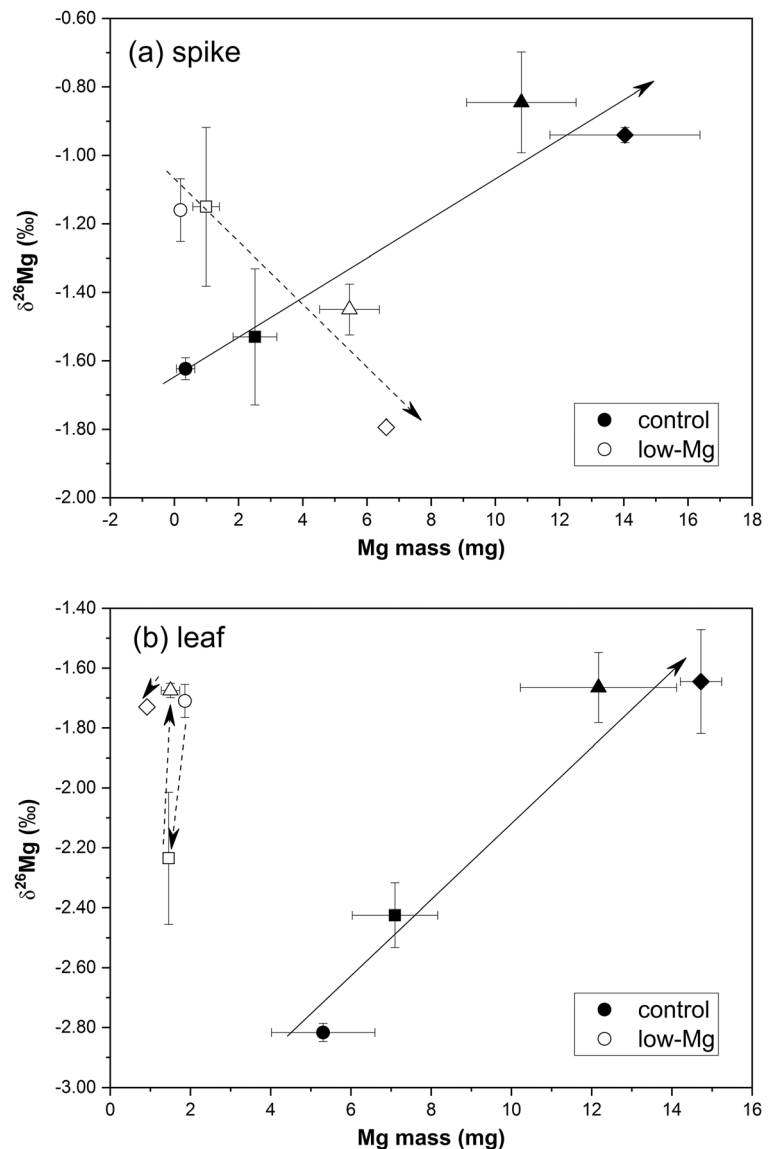 (a) spike
-0.60
-0.80
-1.00
-1.20
-1.40
-1.60
-1.80
-2.00
δ²⁶Mg (‰)
control
low-Mg
-2 0 2 4 6 8 10 12 14 16 18
Mg mass (mg)
(b) leaf
-1.40
-1.60
-1.80
-2.00
-2.20
-2.40
-2.60
-2.80
-3.00
δ²⁶Mg (‰)
control
low-Mg
0 2 4 6 8 10 12 14 16
Mg mass (mg)